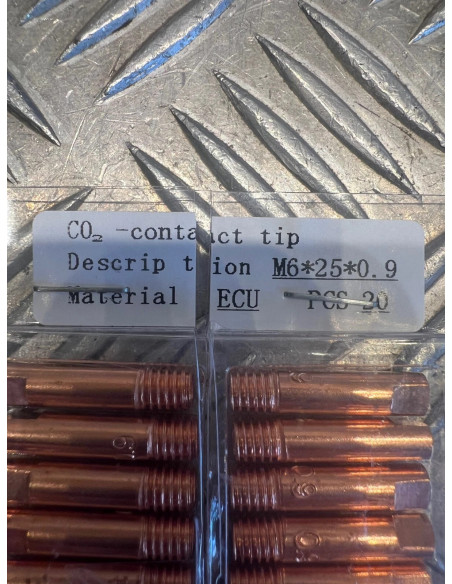 CO₂ -contact tip
Description M6*25*0.9
Material ECU PCS 20